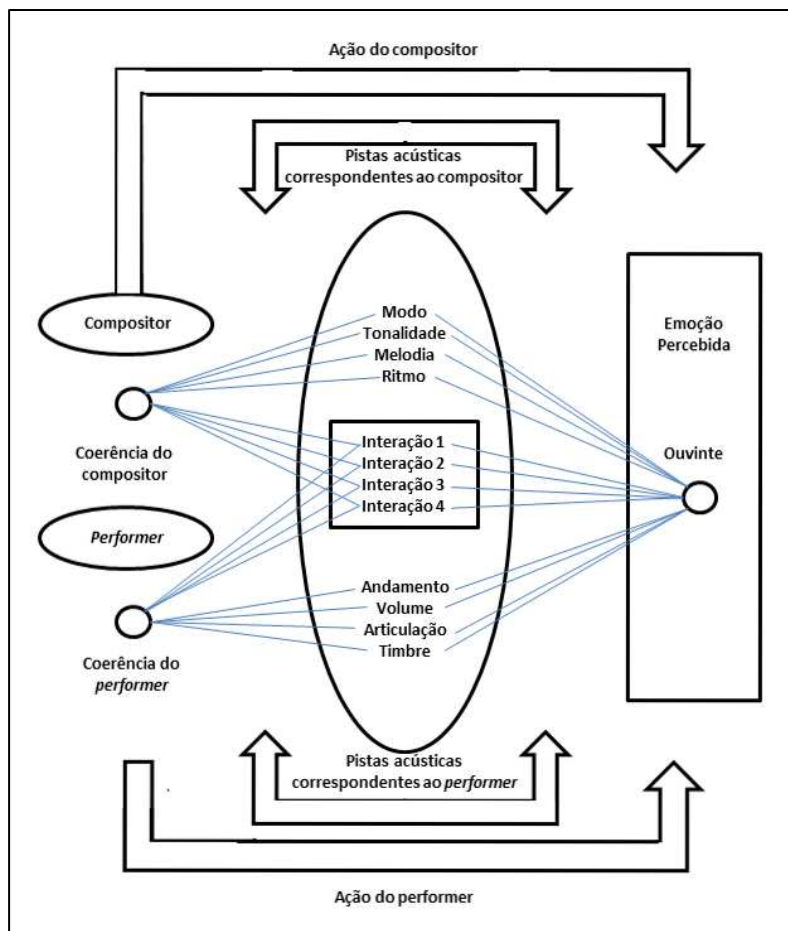 Ação do compositor
Pistas acústicas
correspondentes ao compositor
Compositor
Coerência do
compositor
Performer
Coerência do
performer
Modo
Tonalidade
Melodia
Ritmo
Interação 1
Interação 2
Interação 3
Interação 4
Andamento
Volume
Articulação
Timbre
Emoção
Percebida
Ouvinte
Pistas acústicas
correspondentes ao performer
Ação do performer